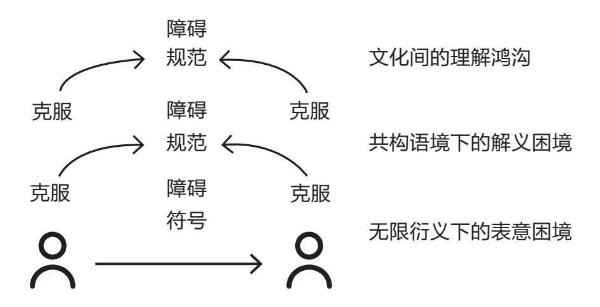 障碍
规范 文化间的理解鸿沟
克服 障碍 克服
规范 共构语境下的解义困境
克服 障碍 克服
符号
无限衍义下的表意困境